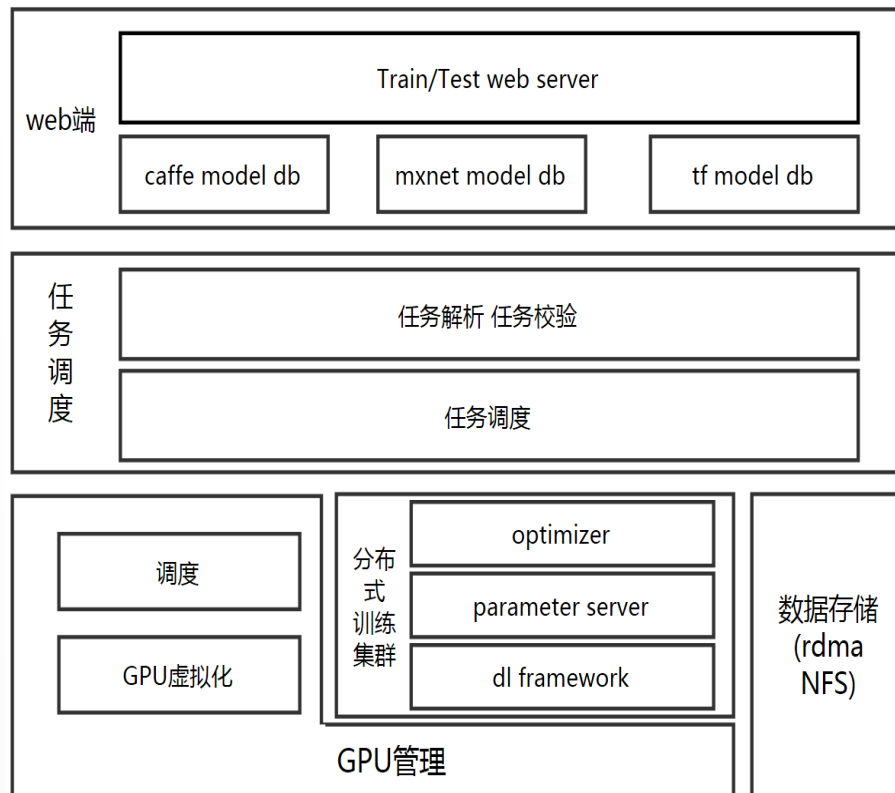 web端
Train/Test web server
caffe model db
mxnet model db
tf model db
任
务
调
度
任务解析 任务校验
任务调度
调度
GPU虚拟化
分布
式
训练
集群
optimizer
parameter server
dl framework
GPU管理
数据存储
(rdma
NFS)